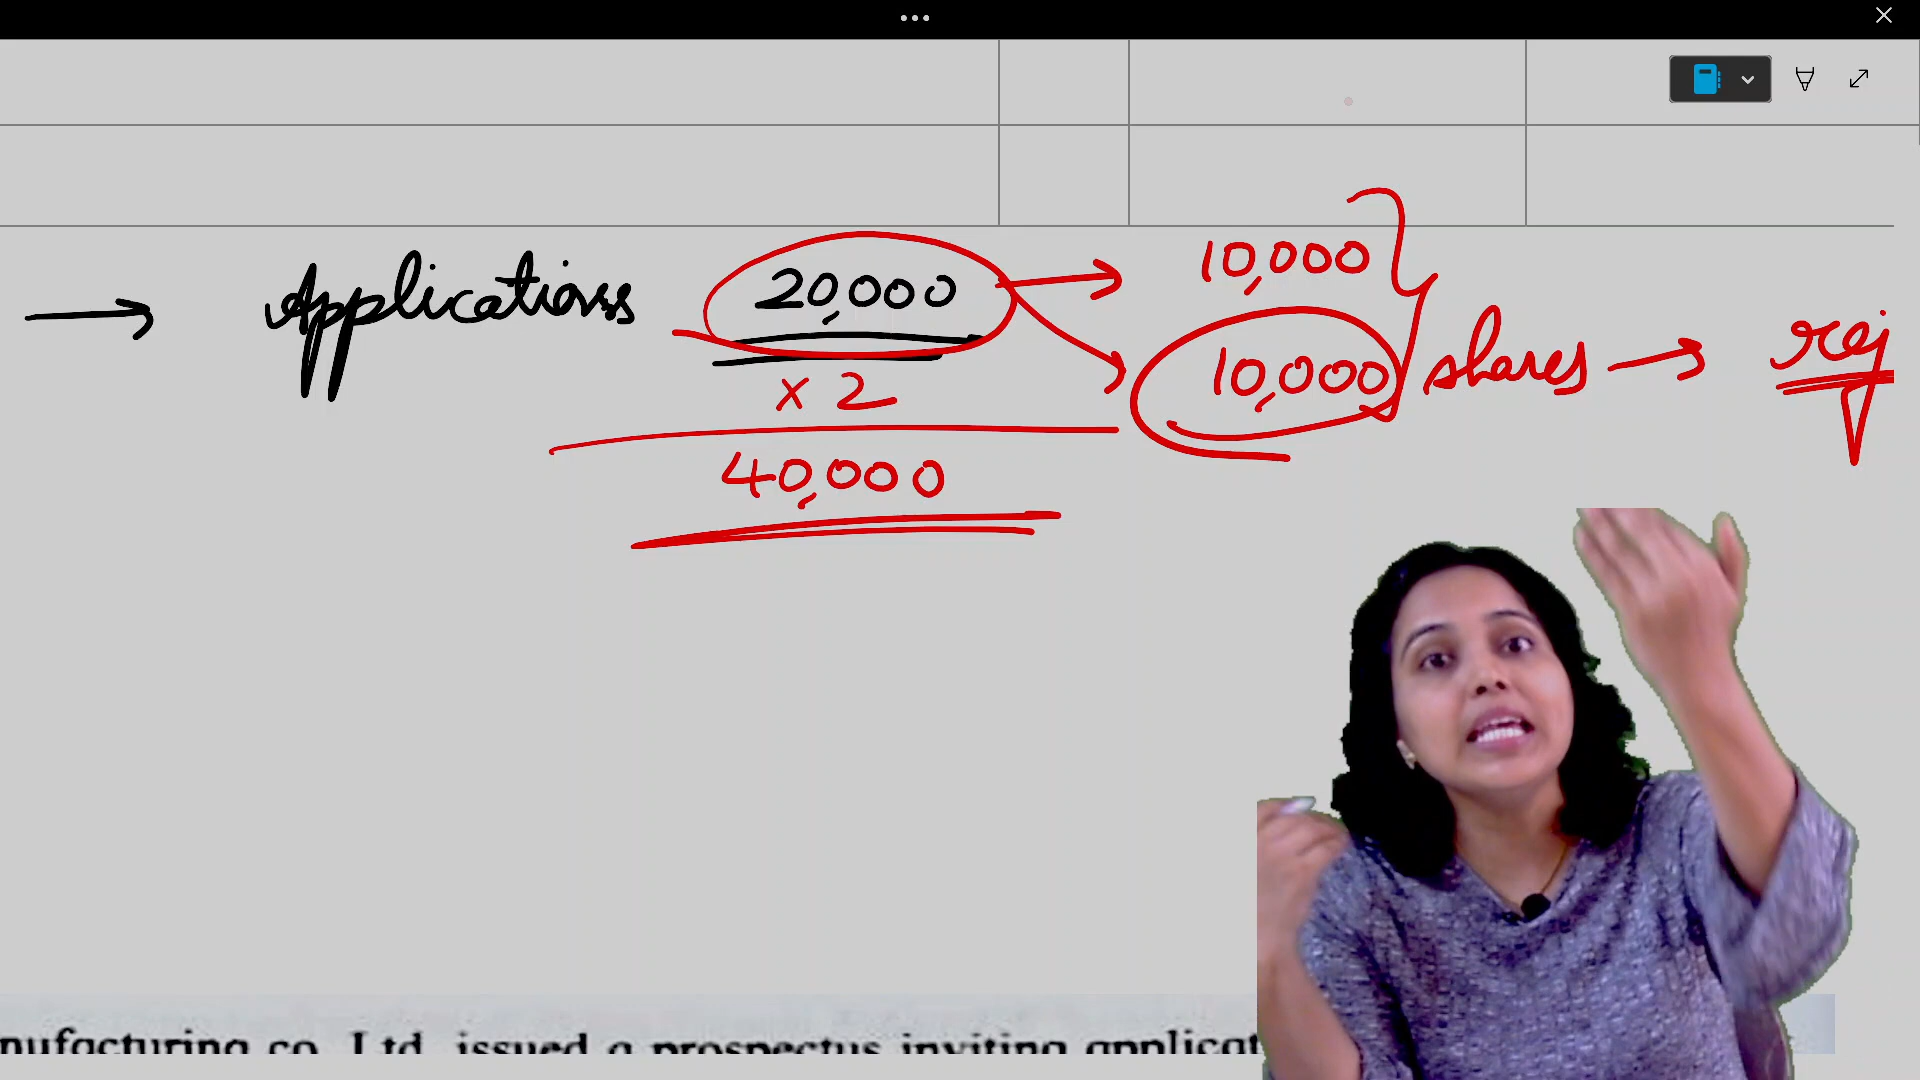 → Applications 20,000 → 10,000
→ 10,000 shares → rej
x 2
40,000
nufacturing co. Ltd. issued a prospectus inviting applicat